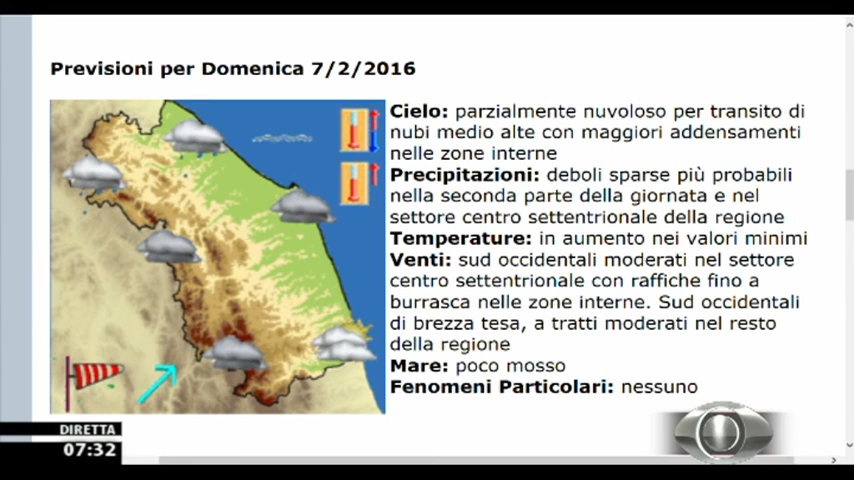 Previsioni per Domenica 7/2/2016
Cielo: parzialmente nuvoloso per transito di
nubi medio alte con maggiori addensamenti
nelle zone interne
Precipitazioni: deboli sparse più probabili
nella seconda parte della giornata e nel
settore centro settentrionale della regione
Temperature: in aumento nei valori minimi
Venti: sud occidentali moderati nel settore
centro settentrionale con raffiche fino a
burrasca nelle zone interne. Sud occidentali
di brezza tesa, a tratti moderati nel resto
della regione
Mare: poco mosso
Fenomeni Particolari: nessuno
DIRETTA
07:32